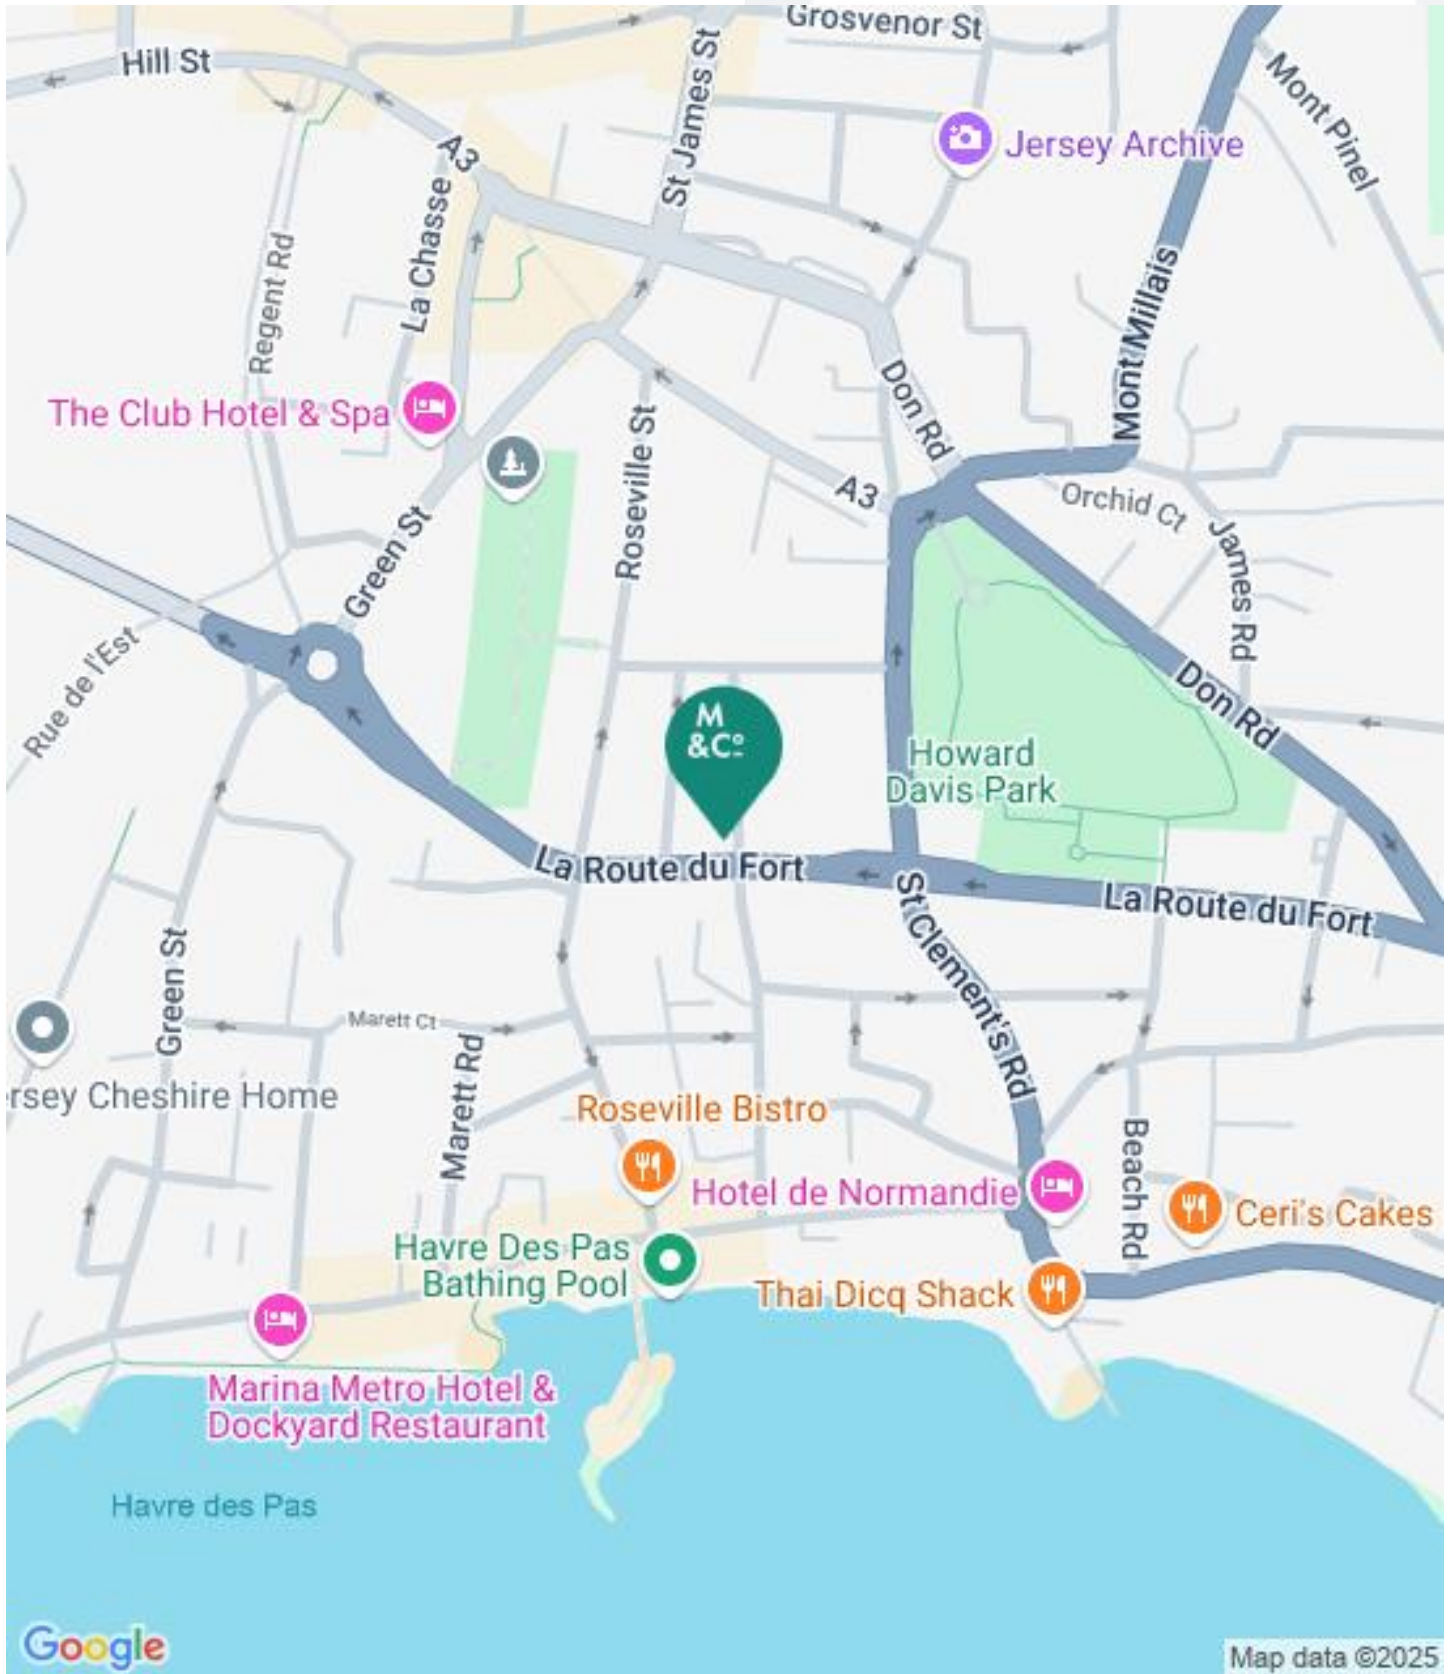 Grosvenor St
Hill St
St James St
Mont Pinel
A3
Jersey Archive
La Chasse
Regent Rd
Mont Millais
The Club Hotel & Spa
Don Rd
Roseville St
A3
Orchid Ct
Green St
James Rd
Rue de l'Est
Don Rd
M
&Cº
Howard
Davis Park
La Route du Fort
La Route du Fort
St Clement's Rd
Green St
Marett Ct
Marett Rd
rsey Cheshire Home
Roseville Bistro
Beach Rd
Hotel de Normandie
Ceri's Cakes
Havre Des Pas
Bathing Pool
Thai Dicq Shack
Marina Metro Hotel &
Dockyard Restaurant
Havre des Pas
Google
Map data ©2025